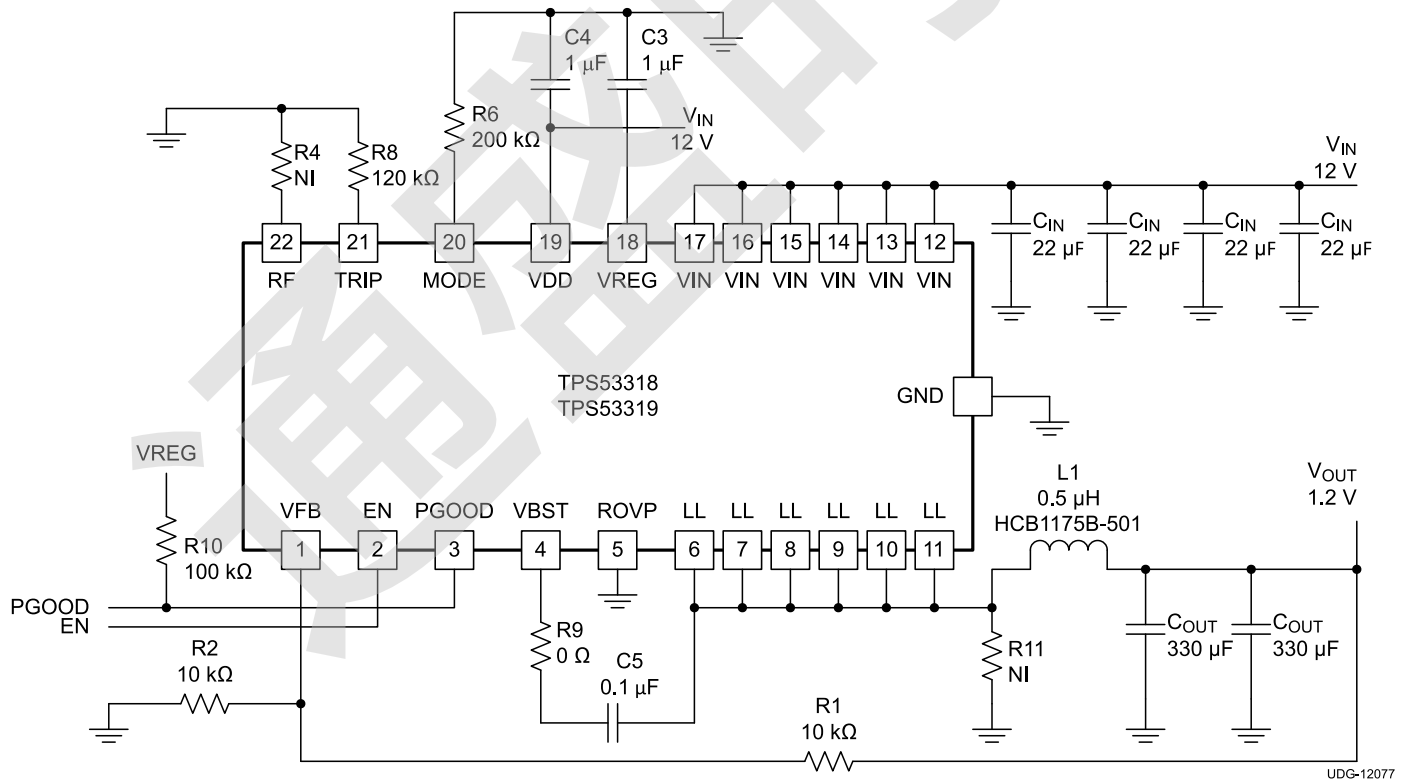 C4
1 µF
C3
1 µF
R6
200 kΩ
VIN
12 V
R4
NI
R8
120 kΩ
VIN
12 V
CIN
22 µF
CIN
22 µF
CIN
22 µF
CIN
22 µF
22
21
20
19
18
17
16
15
14
13
12
RF
TRIP
MODE
VDD
VREG
VIN
VIN
VIN
VIN
VIN
VIN
TPS53318
TPS53319
GND
VREG
R10
100 kΩ
VFB
EN
PGOOD
VBST
ROVP
LL
LL
LL
LL
LL
LL
1
2
3
4
5
6
7
8
9
10
11
L1
0.5 µH
HCB1175B-501
VOUT
1.2 V
PGOOD
EN
R9
0 Ω
C5
0.1 µF
R11
NI
COUT
330 µF
COUT
330 µF
R2
10 kΩ
R1
10 kΩ
UDG-12077
通盛